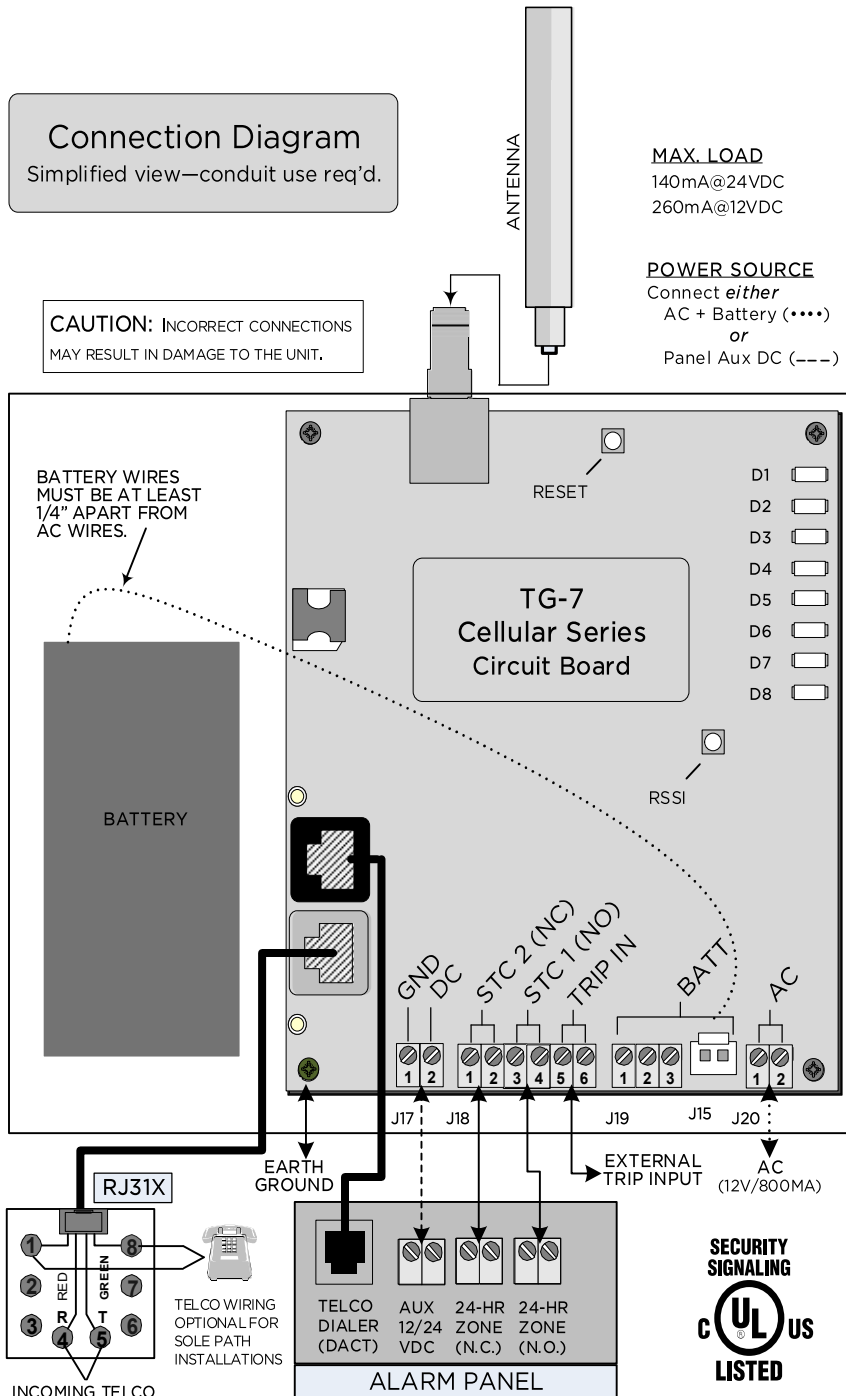 Connection Diagram
Simplified view—conduit use req'd.
ANTENNA
MAX. LOAD
140mA@24VDC
260mA@12VDC
POWER SOURCE
Connect either
AC + Battery (••••)
or
Panel Aux DC (---)
CAUTION: INCORRECT CONNECTIONS
MAY RESULT IN DAMAGE TO THE UNIT.
BATTERY WIRES
MUST BE AT LEAST
1/4" APART FROM
AC WIRES.
RESET
D1
D2
D3
D4
D5
D6
D7
D8
TG-7
Cellular Series
Circuit Board
RSSI
BATTERY
GND
DC
STC 2 (NC)
STC 1 (NO)
TRIP IN
BATT
AC
1 2
1 2 3 4 5 6
1 2 3
1 2
J17
J18
J19
J15
J20
EARTH
GROUND
EXTERNAL
TRIP INPUT
AC
(12V/800MA)
RJ31X
1
8
2
RED
GREEN
7
3
R
T
6
4
5
INCOMING TELCO
TELCO WIRING
OPTIONAL FOR
SOLE PATH
INSTALLATIONS
TELCO
DIALER
(DACT)
AUX
12/24
VDC
24-HR
ZONE
(N.C.)
24-HR
ZONE
(N.O.)
ALARM PANEL
SECURITY
SIGNALING
C UL ® US
LISTED